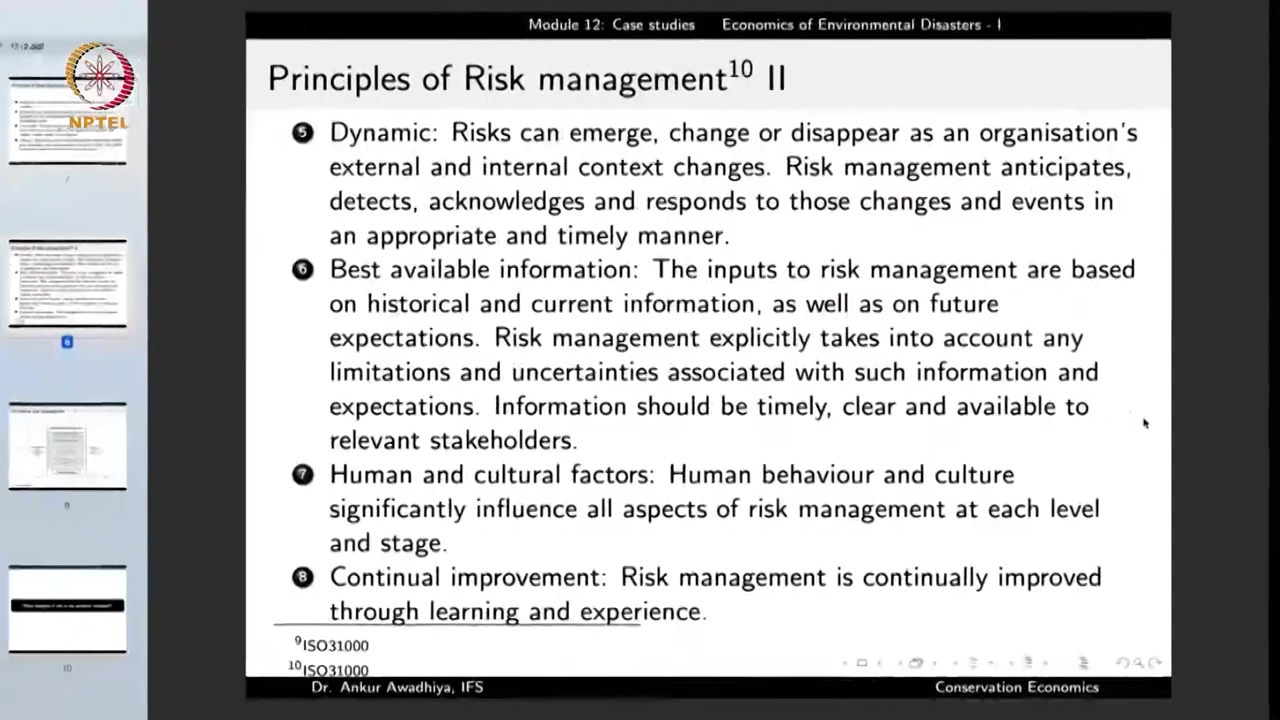 Module 12: Case studies Economics of Environmental Disasters - I
NPTEL
Principles of Risk management10 II
5 Dynamic: Risks can emerge, change or disappear as an organisation's
external and internal context changes. Risk management anticipates,
detects, acknowledges and responds to those changes and events in
an appropriate and timely manner.
6 Best available information: The inputs to risk management are based
on historical and current information, as well as on future
expectations. Risk management explicitly takes into account any
limitations and uncertainties associated with such information and
expectations. Information should be timely, clear and available to
relevant stakeholders.
7 Human and cultural factors: Human behaviour and culture
significantly influence all aspects of risk management at each level
and stage.
8 Continual improvement: Risk management is continually improved
through learning and experience.
9ISO31000
10ISO31000
Dr. Ankur Awadhiya, IFS Conservation Economics
7
8
9
10